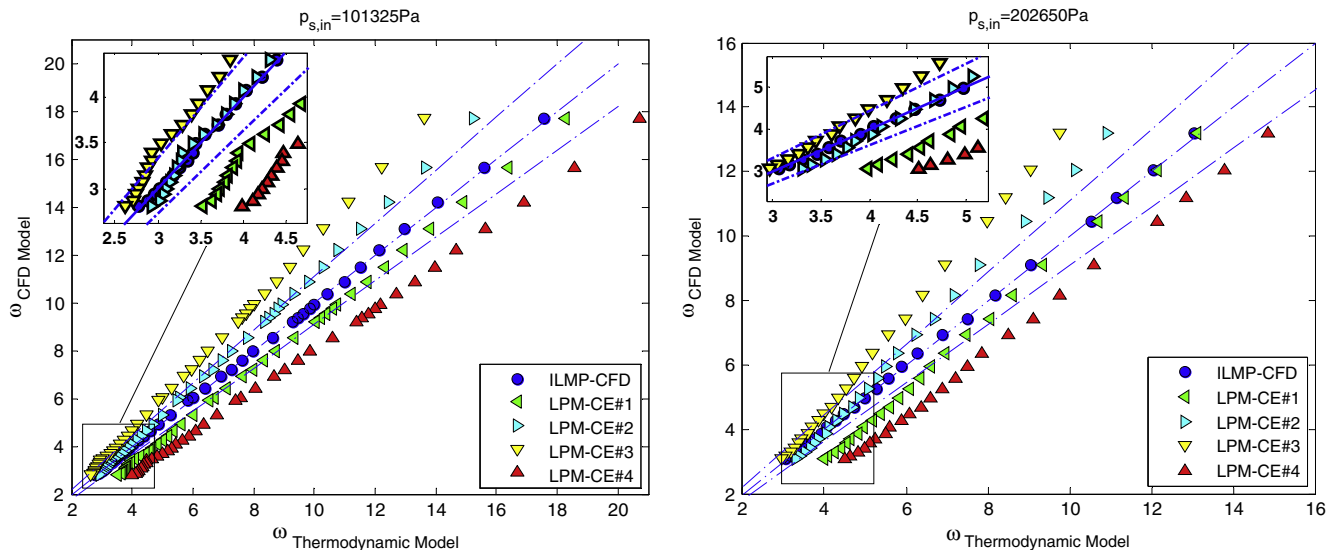 p_s,in=101325Pa
20
18
16
14
12
10
8
6
4
2
4
3.5
3
2.5 3 3.5 4 4.5
ω CFD Model
ILMP-CFD
LPM-CE#1
LPM-CE#2
LPM-CE#3
LPM-CE#4
2 4 6 8 10 12 14 16 18 20
ω Thermodynamic Model
p_s,in=202650Pa
16
14
12
10
8
6
4
2
5
4
3
3 3.5 4 4.5 5
ω CFD Model
ILMP-CFD
LPM-CE#1
LPM-CE#2
LPM-CE#3
LPM-CE#4
2 4 6 8 10 12 14 16
ω Thermodynamic Model